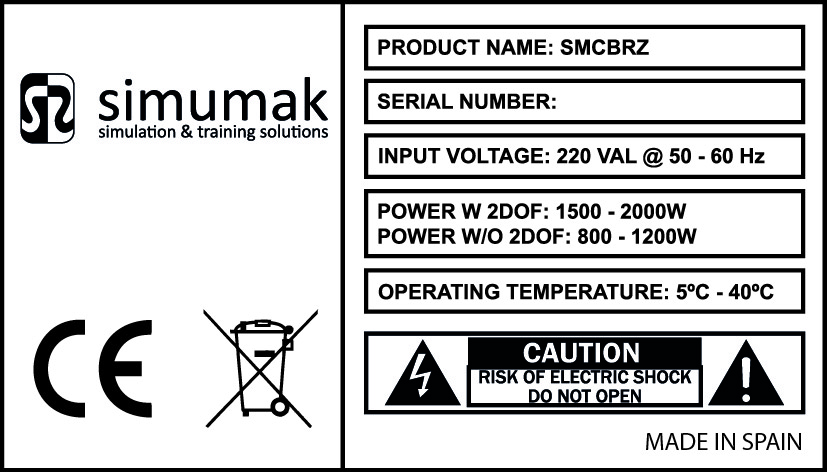 simumak
simulation & training solutions
CE
PRODUCT NAME: SMCBRZ
SERIAL NUMBER:
INPUT VOLTAGE: 220 VAL @ 50 - 60 Hz
POWER W 2DOF: 1500 - 2000W
POWER W/O 2DOF: 800 - 1200W
OPERATING TEMPERATURE: 5ºC - 40ºC
CAUTION
RISK OF ELECTRIC SHOCK
DO NOT OPEN
MADE IN SPAIN